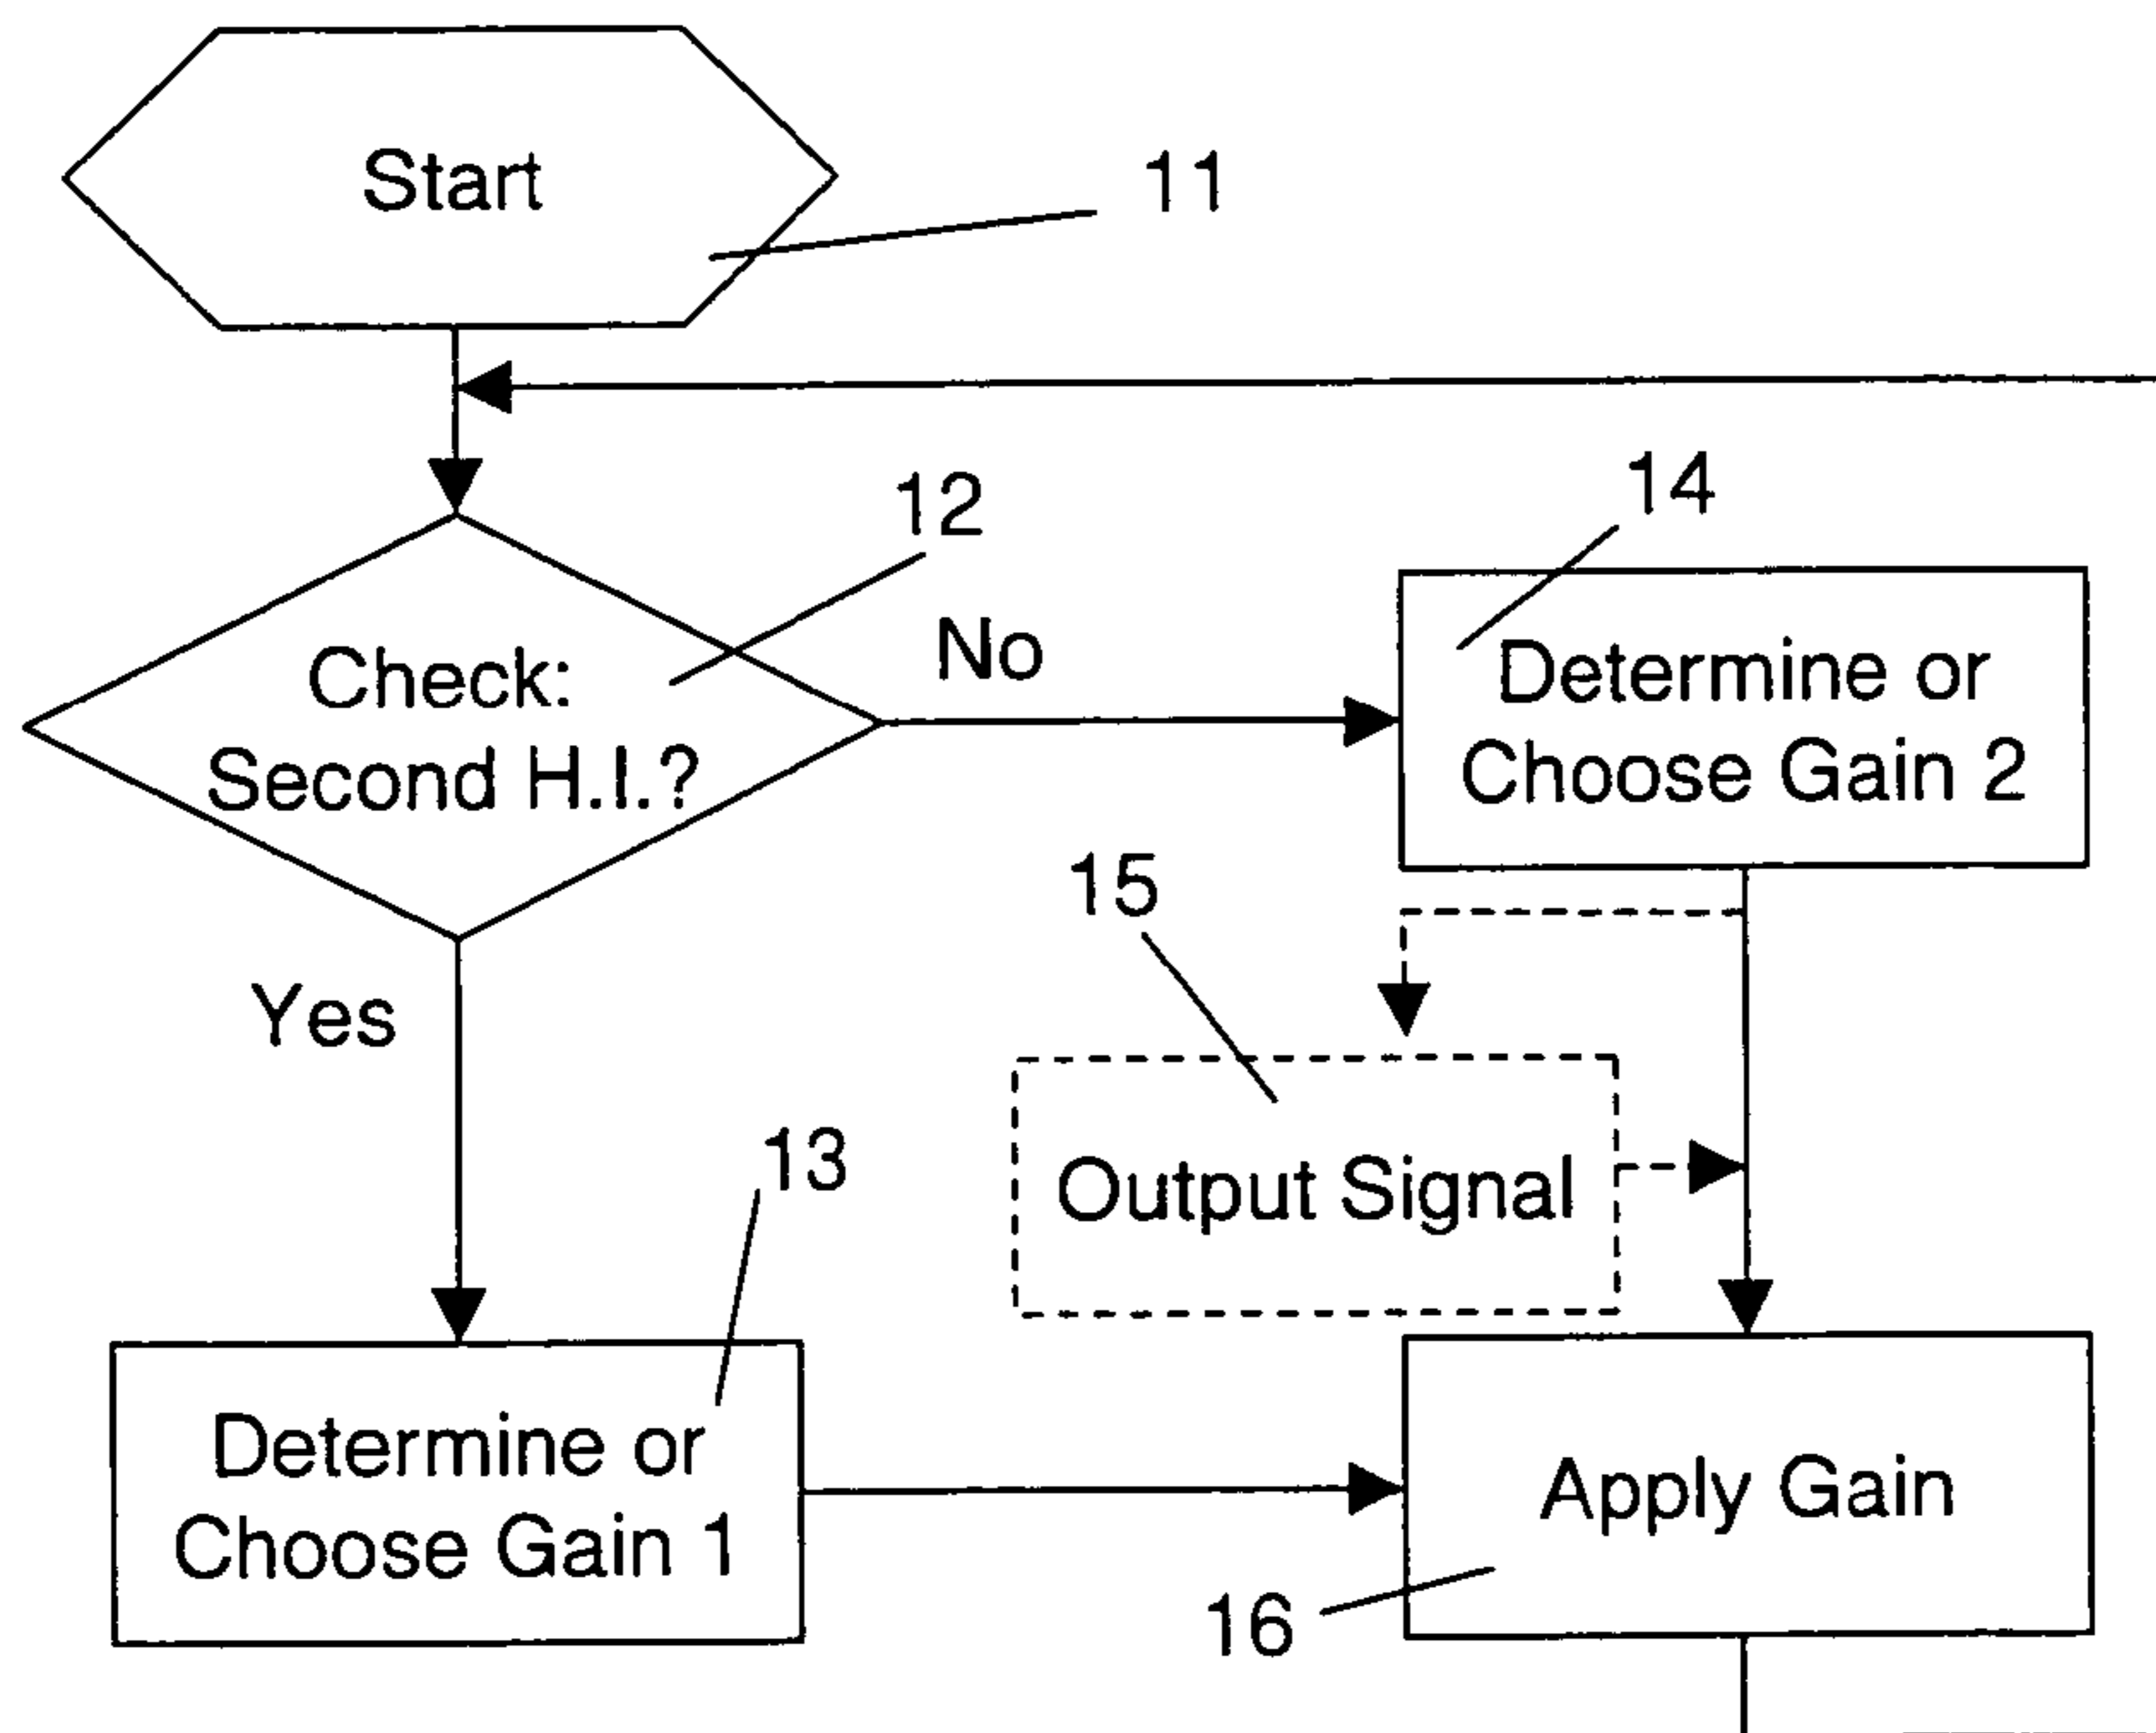 Start
11
12
14
Check:
Second H.I.?
No
Determine or
Choose Gain 2
15
Yes
Output Signal
13
Determine or
Choose Gain 1
Apply Gain
16